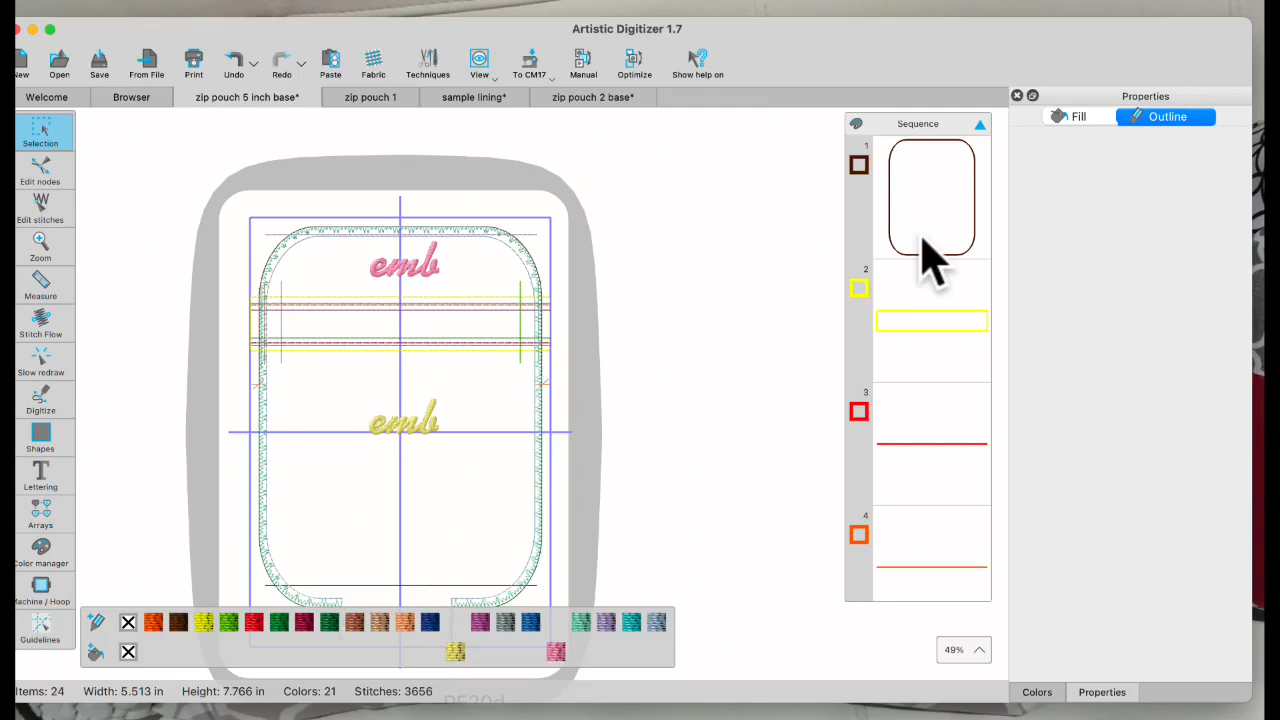 Artistic Digitizer 1.7
New Open Save From File Print Undo Redo Paste Fabric Techniques View To CM17 Manual Optimize Show help on
Welcome Browser zip pouch 5 inch base* zip pouch 1 sample lining* zip pouch 2 base*
Properties
Fill Outline
Sequence
Selection
Edit nodes
Edit stitches
Zoom
Measure
Stitch Flow
Slow redraw
Digitize
Shapes
Lettering
Arrays
Color manager
Machine / Hoop
Guidelines
emb
emb
1
2
3
4
49%
Items: 24 Width: 5.513 in Height: 7.766 in Colors: 21 Stitches: 3656
Colors Properties